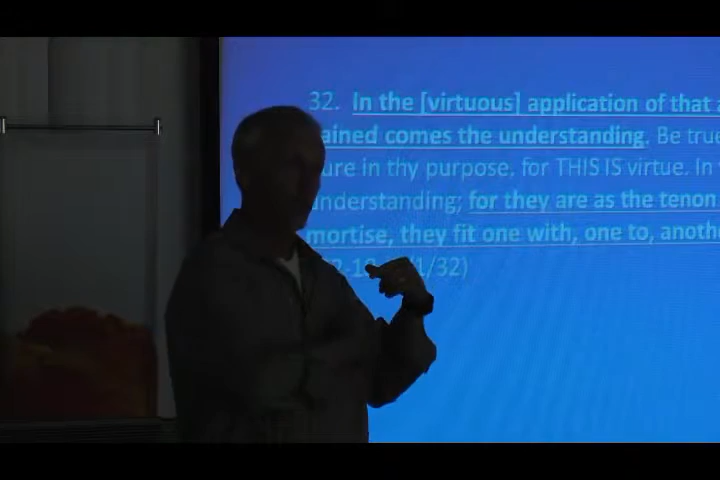 32. In the [virtuous] application of that
ained comes the understanding. Be true
ure in thy purpose, for THIS IS virtue. In
understanding; for they are as the tenon
mortise, they fit one with, one to, anothe
1/32)